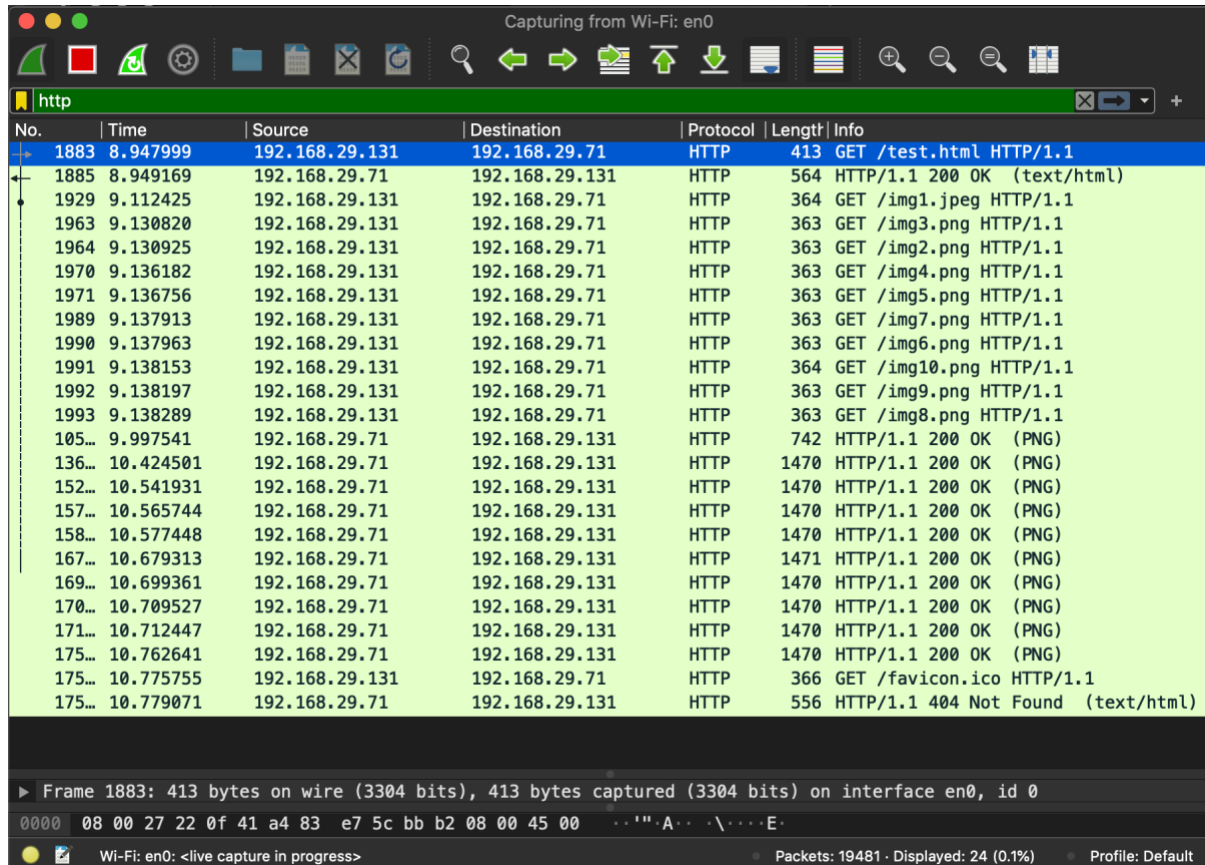 Capturing from Wi-Fi: en0
http
No. Time Source Destination Protocol Length Info
1883 8.947999 192.168.29.131 192.168.29.71 HTTP 413 GET /test.html HTTP/1.1
1885 8.949169 192.168.29.71 192.168.29.131 HTTP 564 HTTP/1.1 200 OK (text/html)
1929 9.112425 192.168.29.131 192.168.29.71 HTTP 364 GET /img1.jpeg HTTP/1.1
1963 9.130820 192.168.29.131 192.168.29.71 HTTP 363 GET /img3.png HTTP/1.1
1964 9.130925 192.168.29.131 192.168.29.71 HTTP 363 GET /img2.png HTTP/1.1
1970 9.136182 192.168.29.131 192.168.29.71 HTTP 363 GET /img4.png HTTP/1.1
1971 9.136756 192.168.29.131 192.168.29.71 HTTP 363 GET /img5.png HTTP/1.1
1989 9.137913 192.168.29.131 192.168.29.71 HTTP 363 GET /img7.png HTTP/1.1
1990 9.137963 192.168.29.131 192.168.29.71 HTTP 363 GET /img6.png HTTP/1.1
1991 9.138153 192.168.29.131 192.168.29.71 HTTP 364 GET /img10.png HTTP/1.1
1992 9.138197 192.168.29.131 192.168.29.71 HTTP 363 GET /img9.png HTTP/1.1
1993 9.138289 192.168.29.131 192.168.29.71 HTTP 363 GET /img8.png HTTP/1.1
105… 9.997541 192.168.29.71 192.168.29.131 HTTP 742 HTTP/1.1 200 OK (PNG)
136… 10.424501 192.168.29.71 192.168.29.131 HTTP 1470 HTTP/1.1 200 OK (PNG)
152… 10.541931 192.168.29.71 192.168.29.131 HTTP 1470 HTTP/1.1 200 OK (PNG)
157… 10.565744 192.168.29.71 192.168.29.131 HTTP 1470 HTTP/1.1 200 OK (PNG)
158… 10.577448 192.168.29.71 192.168.29.131 HTTP 1470 HTTP/1.1 200 OK (PNG)
167… 10.679313 192.168.29.71 192.168.29.131 HTTP 1471 HTTP/1.1 200 OK (PNG)
169… 10.699361 192.168.29.71 192.168.29.131 HTTP 1470 HTTP/1.1 200 OK (PNG)
170… 10.709527 192.168.29.71 192.168.29.131 HTTP 1470 HTTP/1.1 200 OK (PNG)
171… 10.712447 192.168.29.71 192.168.29.131 HTTP 1470 HTTP/1.1 200 OK (PNG)
175… 10.762641 192.168.29.71 192.168.29.131 HTTP 1470 HTTP/1.1 200 OK (PNG)
175… 10.775755 192.168.29.131 192.168.29.71 HTTP 366 GET /favicon.ico HTTP/1.1
175… 10.779071 192.168.29.71 192.168.29.131 HTTP 556 HTTP/1.1 404 Not Found (text/html)
Frame 1883: 413 bytes on wire (3304 bits), 413 bytes captured (3304 bits) on interface en0, id 0
0000 08 00 27 22 0f 41 a4 83 e7 5c bb b2 08 00 45 00 ··'"·A·· ·\····E·
Wi-Fi: en0: <live capture in progress> Packets: 19481 · Displayed: 24 (0.1%) Profile: Default